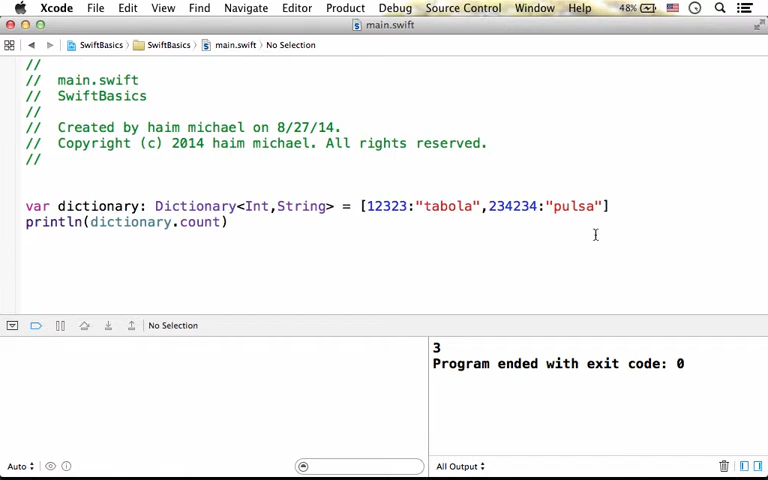 Xcode File Edit View Find Navigate Editor Product Debug Source Control Window Help 48%
main.swift
SwiftBasics SwiftBasics main.swift No Selection
//
// main.swift
// SwiftBasics
//
// Created by haim michael on 8/27/14.
// Copyright (c) 2014 haim michael. All rights reserved.
//
var dictionary: Dictionary<Int,String> = [12323:"tabola",234234:"pulsa"]
println(dictionary.count)
No Selection
3
Program ended with exit code: 0
Auto
All Output